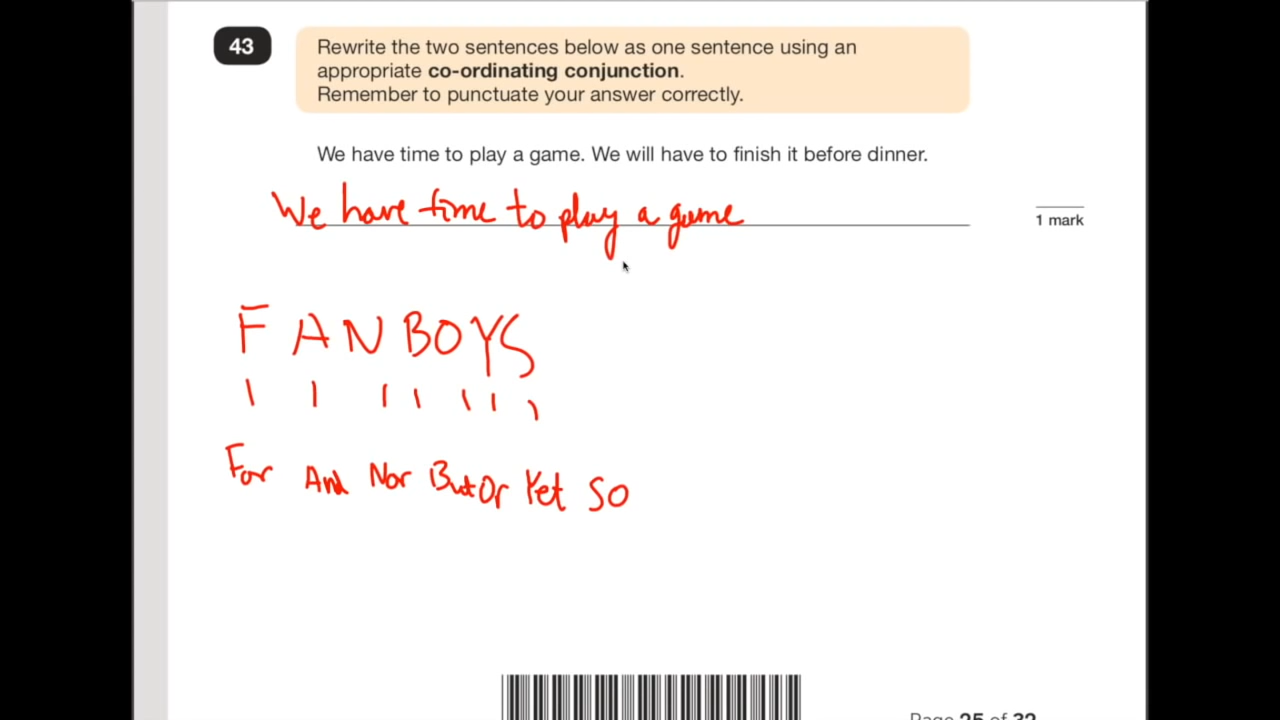 43
Rewrite the two sentences below as one sentence using an
appropriate co-ordinating conjunction.
Remember to punctuate your answer correctly.
We have time to play a game. We will have to finish it before dinner.
We have time to play a game
1 mark
F A N B O Y S
For And Nor But Or Yet So
Page 25 of 32